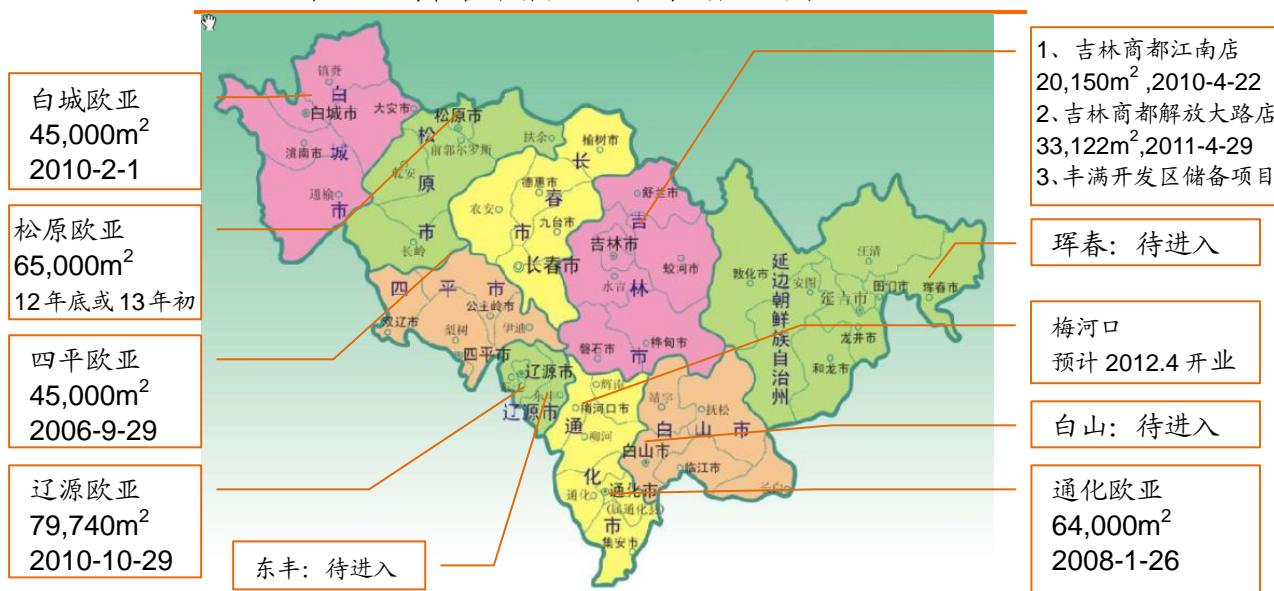 白城欧亚
45,000m²
2010-2-1
松原欧亚
65,000m²
12年底或13年初
四平欧亚
45,000m²
2006-9-29
辽源欧亚
79,740m²
2010-10-29
东丰：待进入
1、吉林商都江南店
20,150m²,2010-4-22
2、吉林商都解放大路店
33,122m²,2011-4-29
3、丰满开发区储备项目
珲春：待进入
梅河口
预计 2012.4 开业
白山：待进入
通化欧亚
64,000m²
2008-1-26
白城市
镇赉
白城市
大安市
洮南市
通榆
松原市
松原市
扶余
前郭尔罗斯
乾安
长岭
长春市
榆树市
德惠市
农安
九台市
长春市
吉林市
舒兰市
吉林市
永吉
蛟河市
磐石市
桦甸市
延边朝鲜族自治州
敦化市
安图
汪清
延吉市
图们市
珲春市
龙井市
和龙市
四平市
公主岭市
双辽市
梨树
伊通
四平市
辽源市
辽源市
东丰
通化市
辉南
梅河口市
柳河
通化
通化市
(属通化县)
集安市
白山市
靖宇
抚松
白山市
临江市
长白